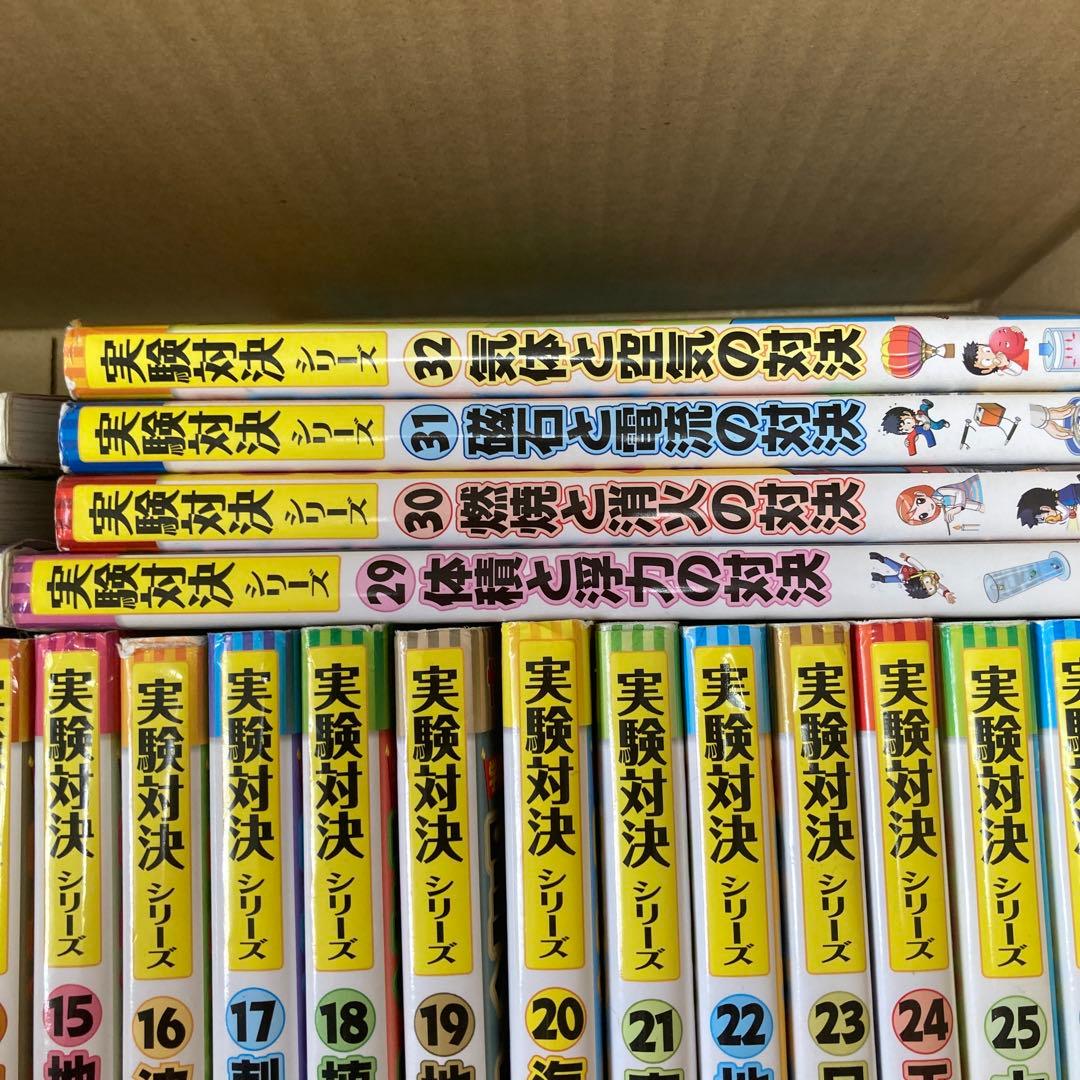 実験対決シリーズ 32 気体と空気の対決
実験対決シリーズ 31 磁石と電流の対決
実験対決シリーズ 30 燃焼と消火の対決
実験対決シリーズ 29 体積と浮力の対決
実験対決シリーズ 15
実験対決シリーズ 16
実験対決シリーズ 17 刺
実験対決シリーズ 18
実験対決シリーズ 19
実験対決シリーズ 20
実験対決シリーズ 21
実験対決シリーズ 22
実験対決シリーズ 23
実験対決シリーズ 24
実験対決シリーズ 25